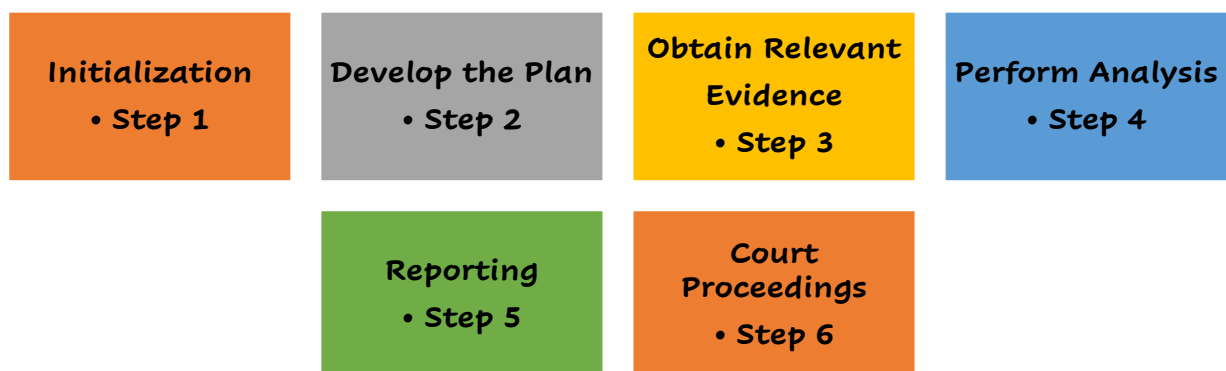 Initialization
• Step 1
Develop the Plan
• Step 2
Obtain Relevant
Evidence
• Step 3
Perform Analysis
• Step 4
Reporting
• Step 5
Court
Proceedings
• Step 6